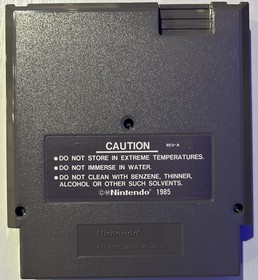 CAUTION REV-A
●DO NOT STORE IN EXTREME TEMPERATURES.
●DO NOT IMMERSE IN WATER.
●DO NOT CLEAN WITH BENZENE, THINNER,
ALCOHOL OR OTHER SUCH SOLVENTS.
©Nintendo 1985
Nintendo